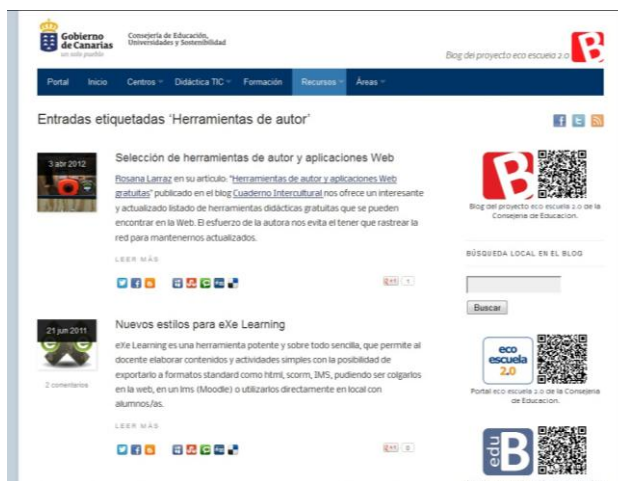 Gobierno
de Canarias
un solo pueblo
Consejería de Educación,
Universidades y Sostenibilidad
Blog del proyecto eco escuela 2.0
B
Portal Inicio Centros Didáctica TIC Formación Recursos Áreas
Entradas etiquetadas ‘Herramientas de autor’
3 abr 2012
Selección de herramientas de autor y aplicaciones Web
Rosana Larraz en su artículo: "Herramientas de autor y aplicaciones Web
gratuitas" publicado en el blog Cuaderno Intercultural nos ofrece un interesante
y actualizado listado de herramientas didácticas gratuitas que se pueden
encontrar en la Web. El esfuerzo de la autora nos evita el tener que rastrear la
red para mantenernos actualizados.
LEER MÁS
21 jun 2011
2 comentarios
Nuevos estilos para eXe Learning
eXe Learning es una herramienta potente y sobre todo sencilla, que permite al
docente elaborar contenidos y actividades simples con la posibilidad de
exportarlo a formatos standard como html, scorm, IMS, pudiendo ser colgarlos
en la web, en un lms (Moodle) o utilizarlos directamente en local con
alumnos/as.
LEER MÁS
B
Blog del proyecto eco escuela 2.0 de la
Consejería de Educación.
BÚSQUEDA LOCAL EN EL BLOG
Buscar
eco
escuela
2.0
Portal eco escuela 2.0 de la Consejería
de Educación.
edu
B